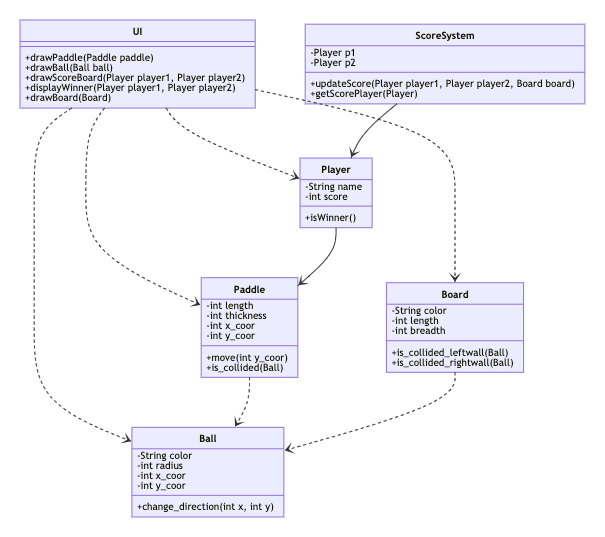 UI
+drawPaddle(Paddle paddle)
+drawBall(Ball ball)
+drawScoreBoard(Player player1, Player player2)
+displayWinner(Player player1, Player player2)
+drawBoard(Board)
ScoreSystem
-Player p1
-Player p2
+updateScore(Player player1, Player player2, Board board)
+getScorePlayer(Player)
Player
-String name
-int score
+isWinner()
Paddle
-int length
-int thickness
-int x_coor
-int y_coor
+move(int y_coor)
+is_collided(Ball)
Board
-String color
-int length
-int breadth
+is_collided_leftwall(Ball)
+is_collided_rightwall(Ball)
Ball
-String color
-int radius
-int x_coor
-int y_coor
+change_direction(int x, int y)